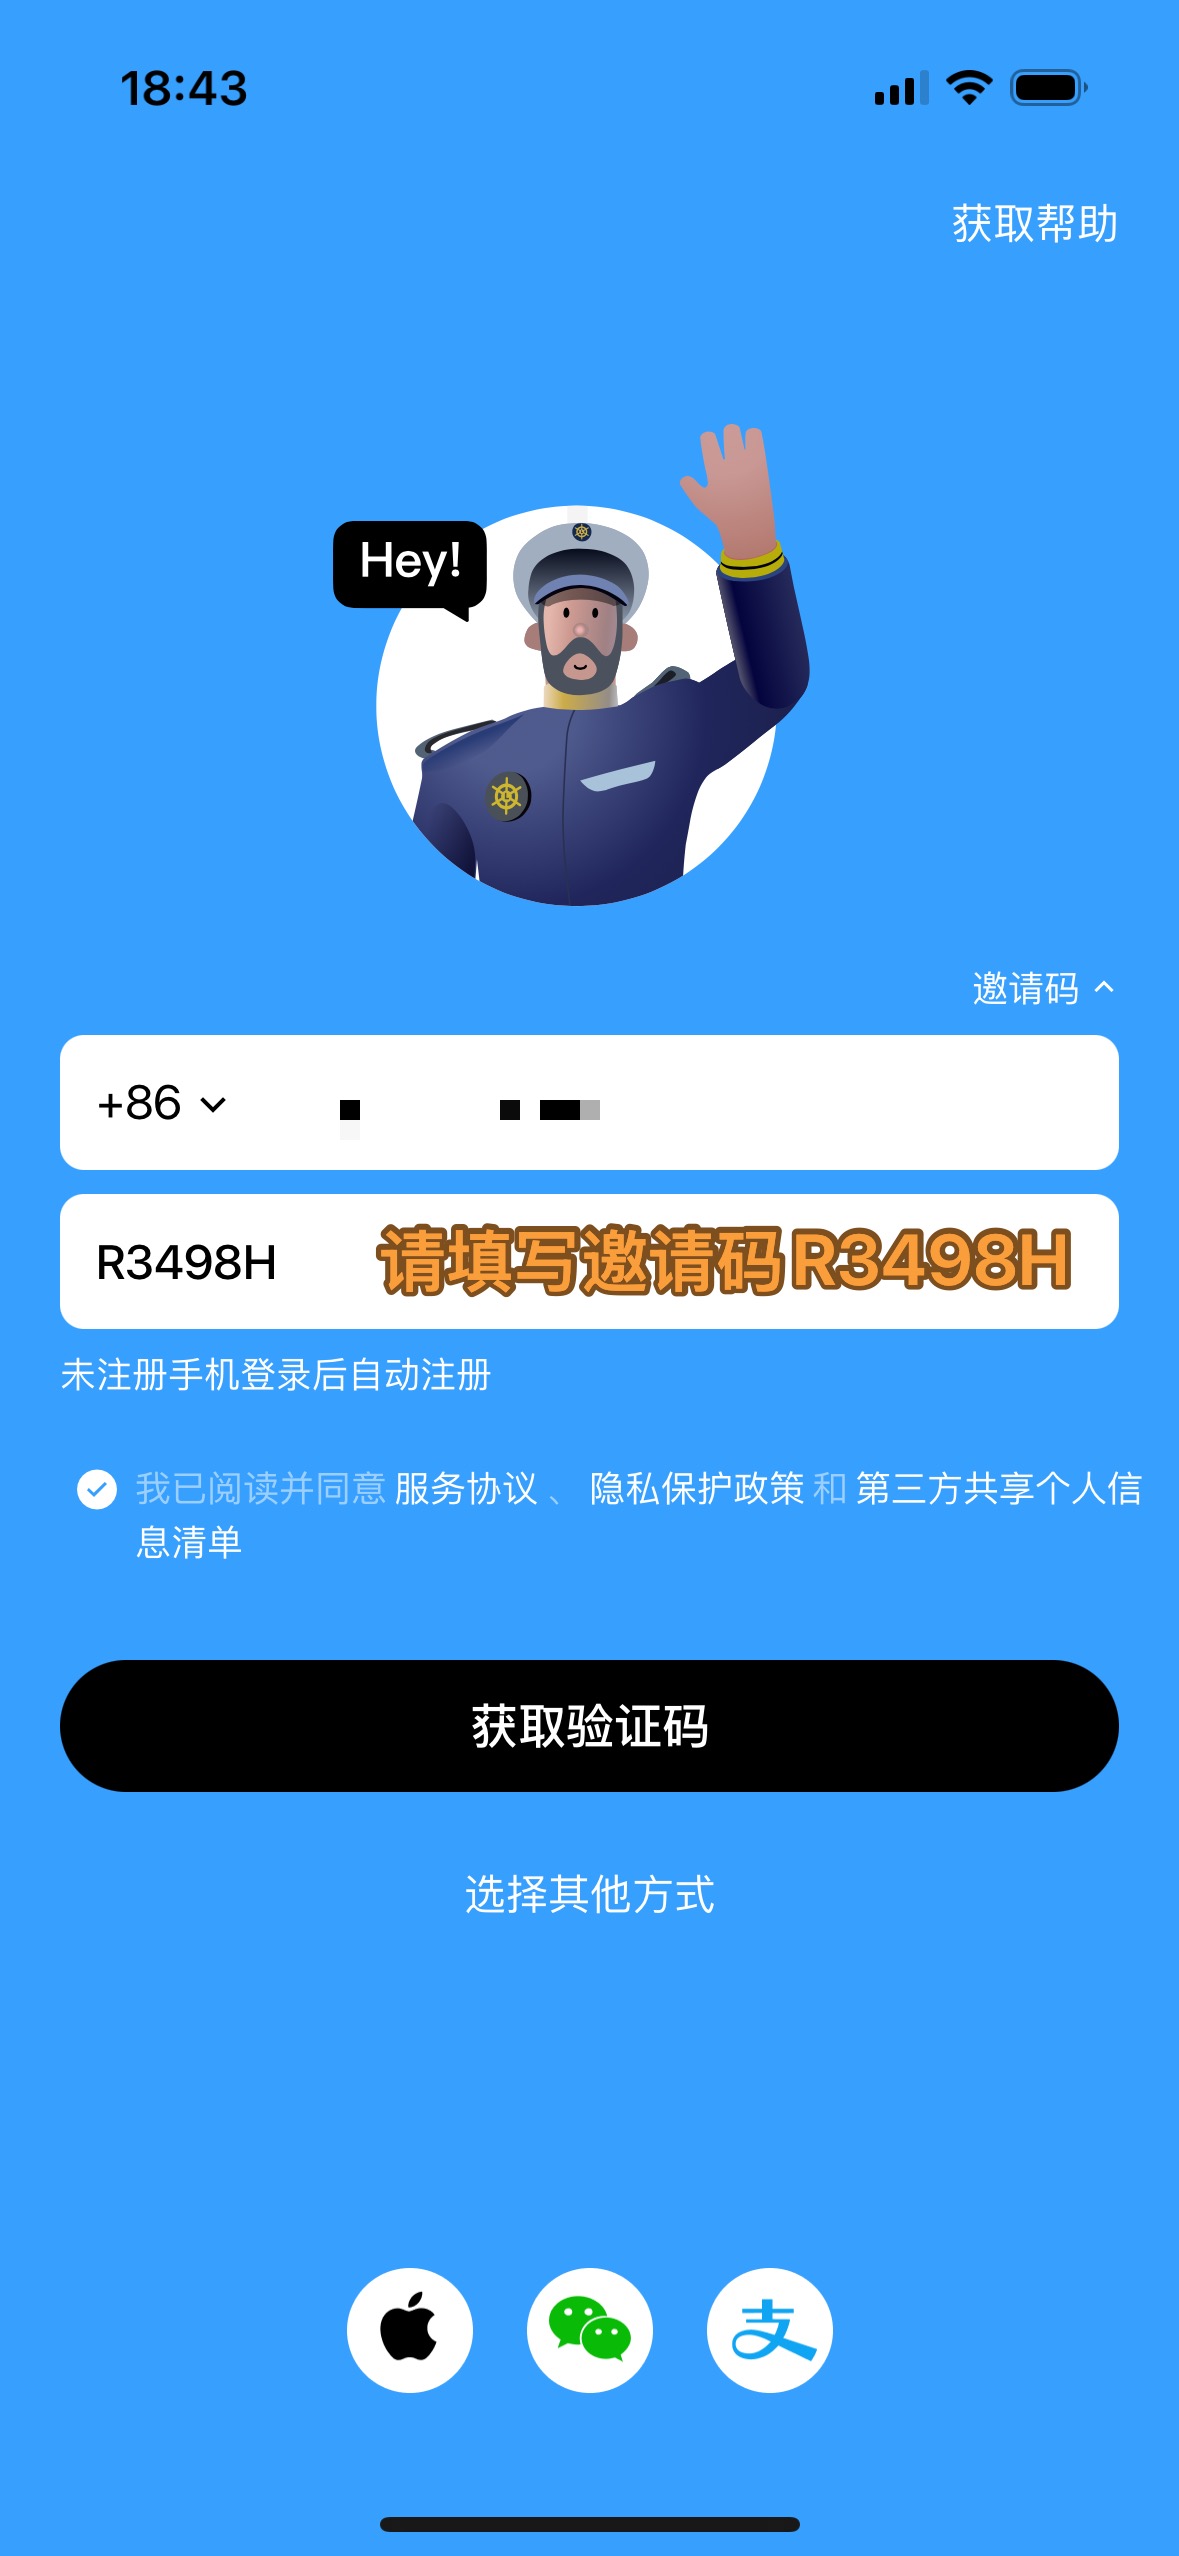 18:43
获取帮助
Hey!
邀请码
+86
R3498H 请填写邀请码R3498H
未注册手机登录后自动注册
我已阅读并同意 服务协议 、 隐私保护政策 和 第三方共享个人信
息清单
获取验证码
选择其他方式
支